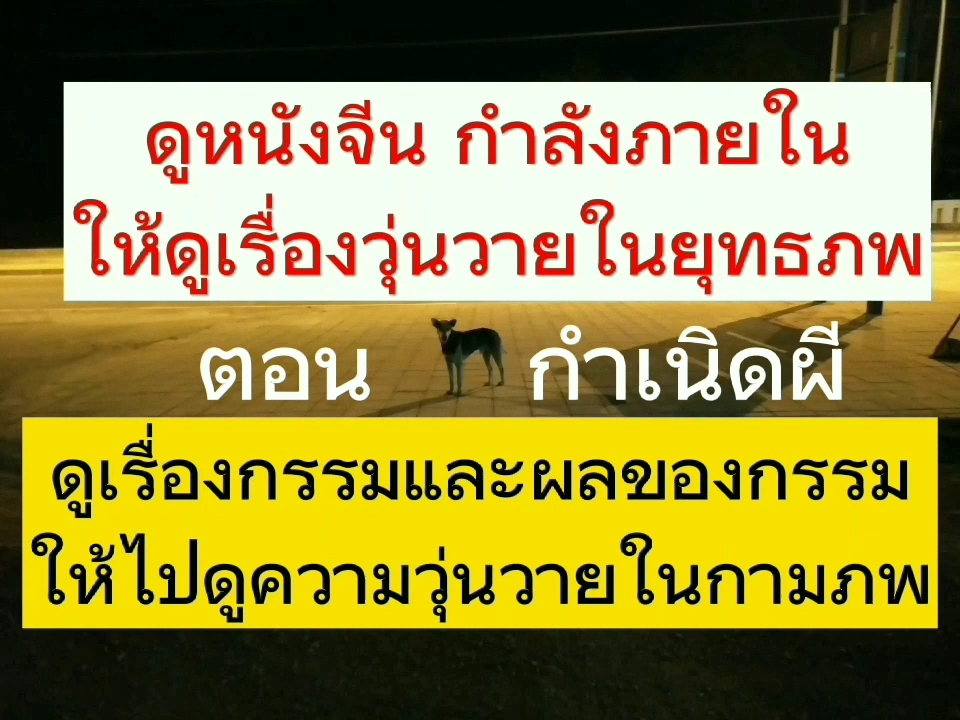 ดูหนังจีน กำลังภายใน
ให้ดูเรื่องวุ่นวายในยุทธภพ
ตอน กำเนิดผี
ดูเรื่องกรรมและผลของกรรม
ให้ไปดูความวุ่นวายในกามภพ